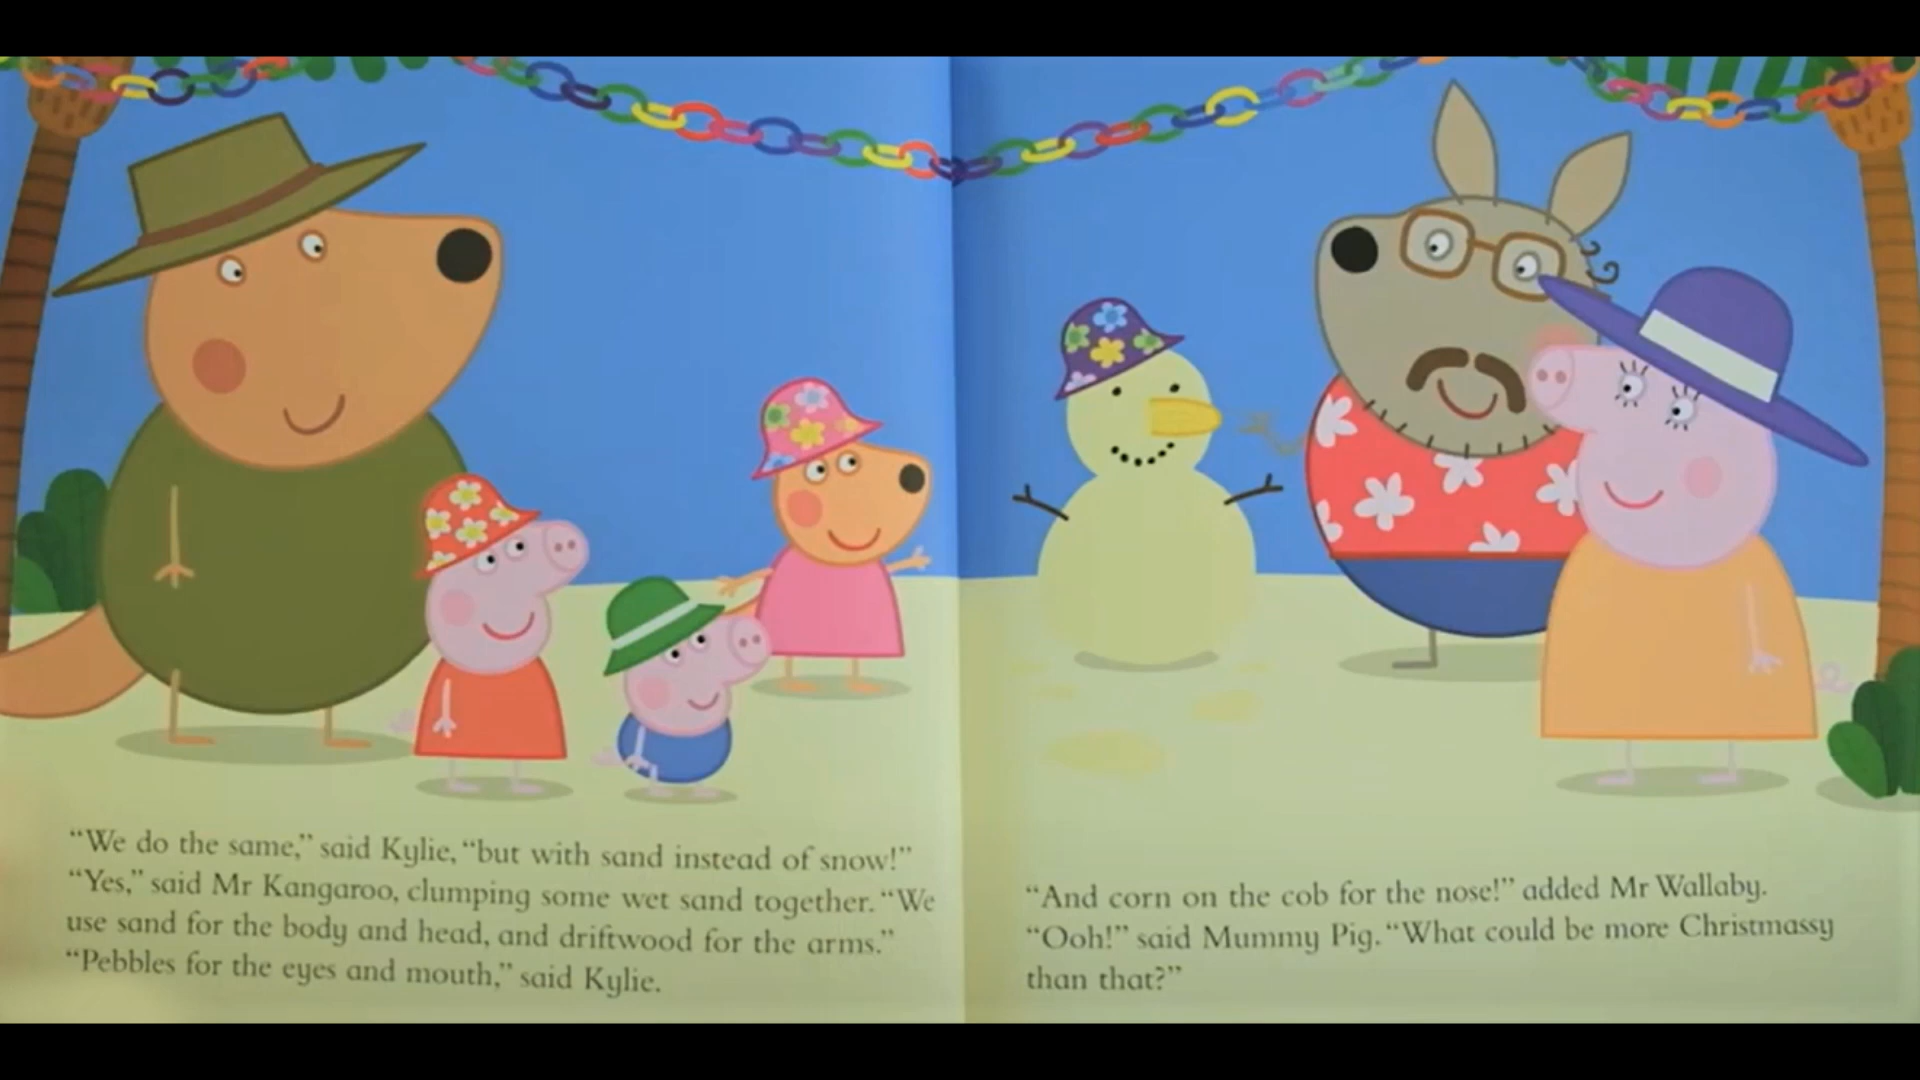 “We do the same,” said Kylie, “but with sand instead of snow!”
“Yes,” said Mr Kangaroo, clumping some wet sand together. “We
use sand for the body and head, and driftwood for the arms.”
“Pebbles for the eyes and mouth,” said Kylie.
“And corn on the cob for the nose!” added Mr Wallaby.
“Ooh!” said Mummy Pig. “What could be more Christmassy
than that?”